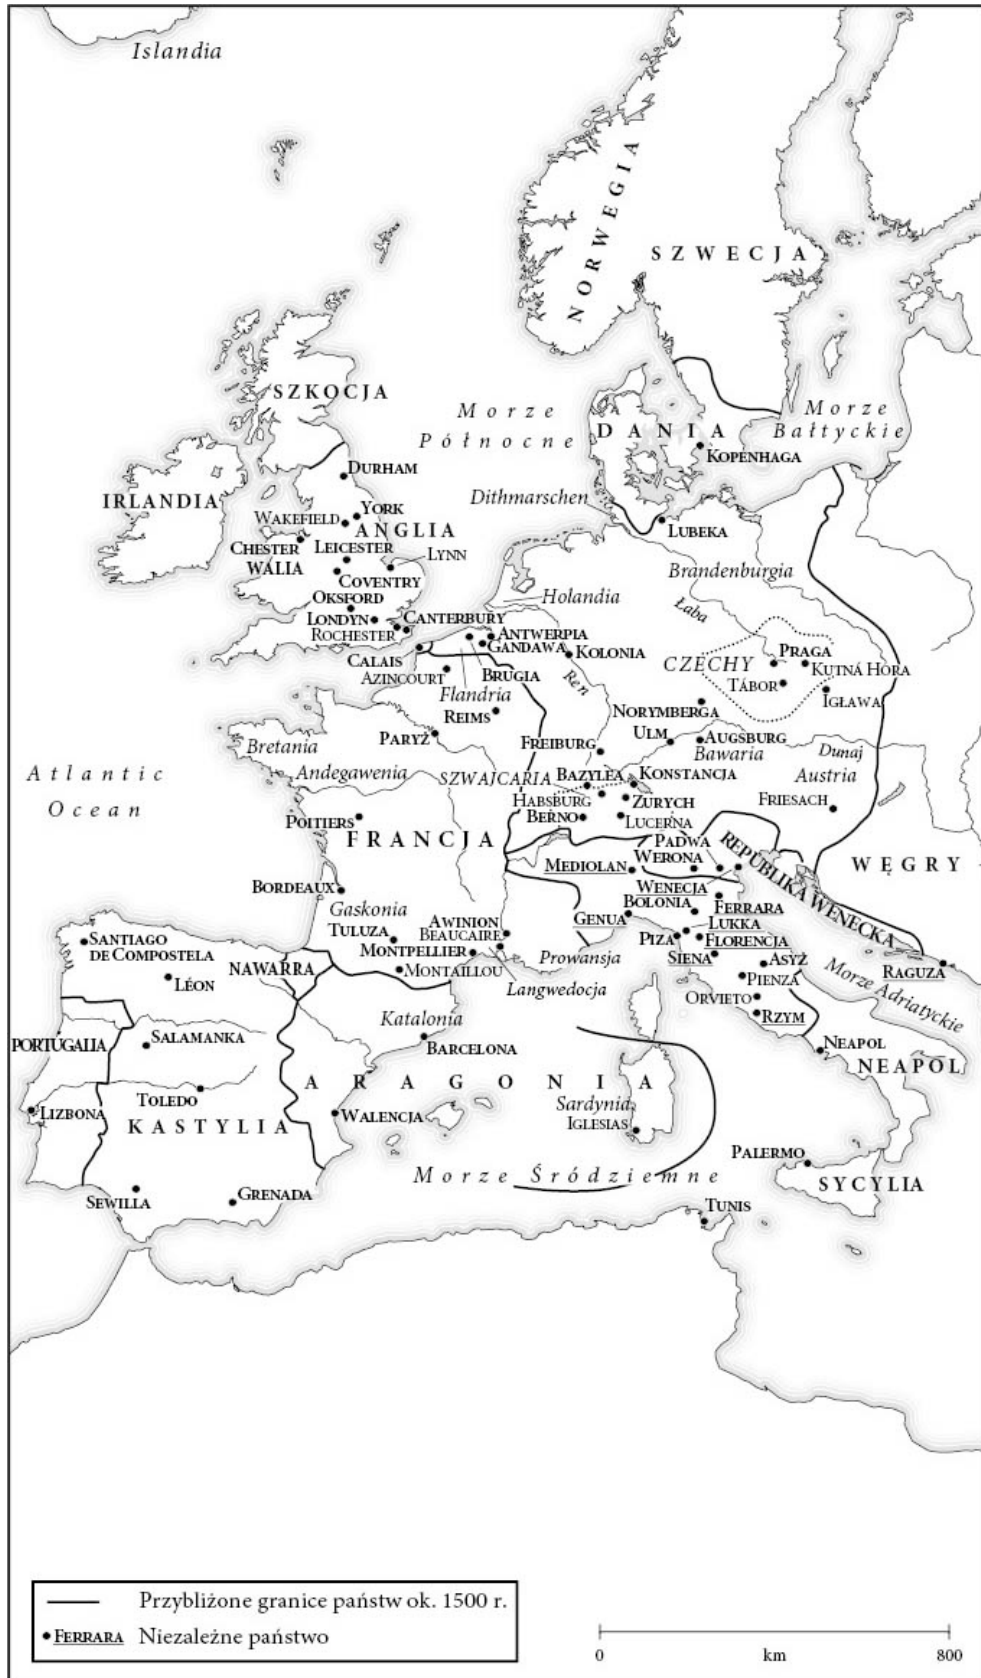 Islandia
NORWEGIA
SZWECJA
SZKOCJA
Morze
Północne
DANIA
Morze
Bałtyckie
KOPENHAGA
DURHAM
IRLANDIA
Dithmarschen
YORK
WAKEFIELD
ANGLIA
LUBEKA
CHESTER
LEICESTER
LYNN
WALIA
COVENTRY
Brandenburgia
OKSFORD
Holandia
Łaba
LONDYN
CANTERBURY
ROCHESTER
ANTWERPIA
GANDAWA
KOLONIA
PRAGA
CALAIS
CZECHY
KUTNÁ HORA
AZINCOURT
BRUGIA
Ren
TÁBOR
Flandria
IGŁAWA
REIMS
NORYMBERGA
PARYŻ
ULM
AUGSBURG
Bretania
FREIBURG
Bawaria
Dunaj
Atlantic
Ocean
Andegawenia
SZWAJCARIA
BAZYLEA
KONSTANCJA
Austria
HABSBURG
ZURYCH
FRIESACH
BERNO
LUCERNA
POITIERS
FRANCJA
PADWA
REPUBLIKA WENECKA
WĘGRY
MEDIOLAN
WERONA
BORDEAUX
WENECJA
BOLONIA
FERRARA
Gaskonia
AWINION
GENUA
LUKKA
TULUZA
BEAUCAIRE
PIZA
FLORENCJA
SANTIAGO
DE COMPOSTELA
MONTPELLIER
Prowansja
SIENA
ASYŻ
RAGUZA
NAWARRA
MONTAILLOU
PIENZA
Morze Adriatyckie
LÉON
Langwedocja
ORVIETO
Katalonia
RZYM
PORTUGALIA
SALAMANKA
BARCELONA
NEAPOL
NEAPOL
ARAGONIA
TOLEDO
Sardynia
LIZBONA
KASTYLIA
WALENCJA
IGLESIAS
PALERMO
Morze Śródziemne
SYCYLIA
SEWILLA
GRENADA
TUNIS
Przybliżone granice państw ok. 1500 r.
FERRARA Niezależne państwo
0 800
km